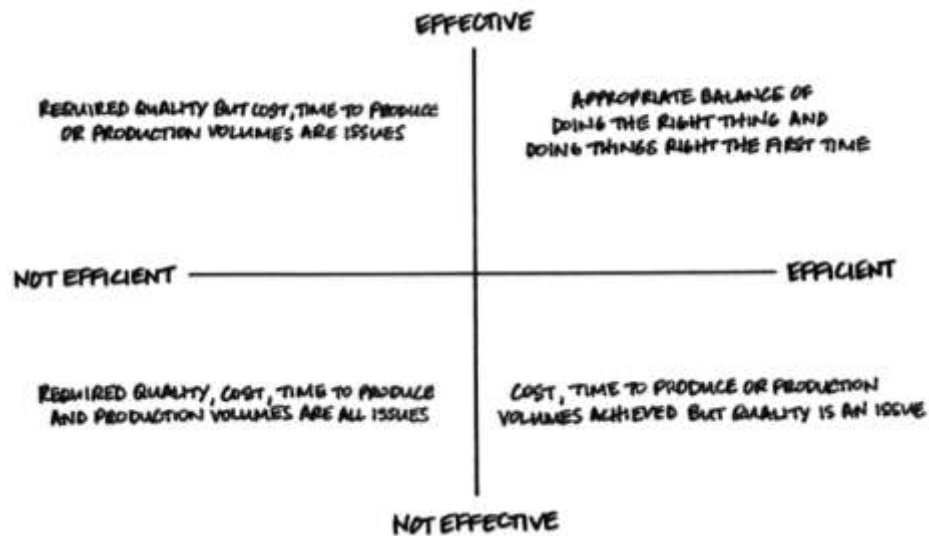 EFFECTIVE
REQUIRED QUALITY BUT COST, TIME TO PRODUCE
OR PRODUCTION VOLUMES ARE ISSUES
APPROPRIATE BALANCE OF
DOING THE RIGHT THING AND
DOING THINGS RIGHT THE FIRST TIME
NOT EFFICIENT
EFFICIENT
REQUIRED QUALITY, COST, TIME TO PRODUCE
AND PRODUCTION VOLUMES ARE ALL ISSUES
COST, TIME TO PRODUCE OR PRODUCTION
VOLUMES ACHIEVED BUT QUALITY IS AN ISSUE
NOT EFFECTIVE